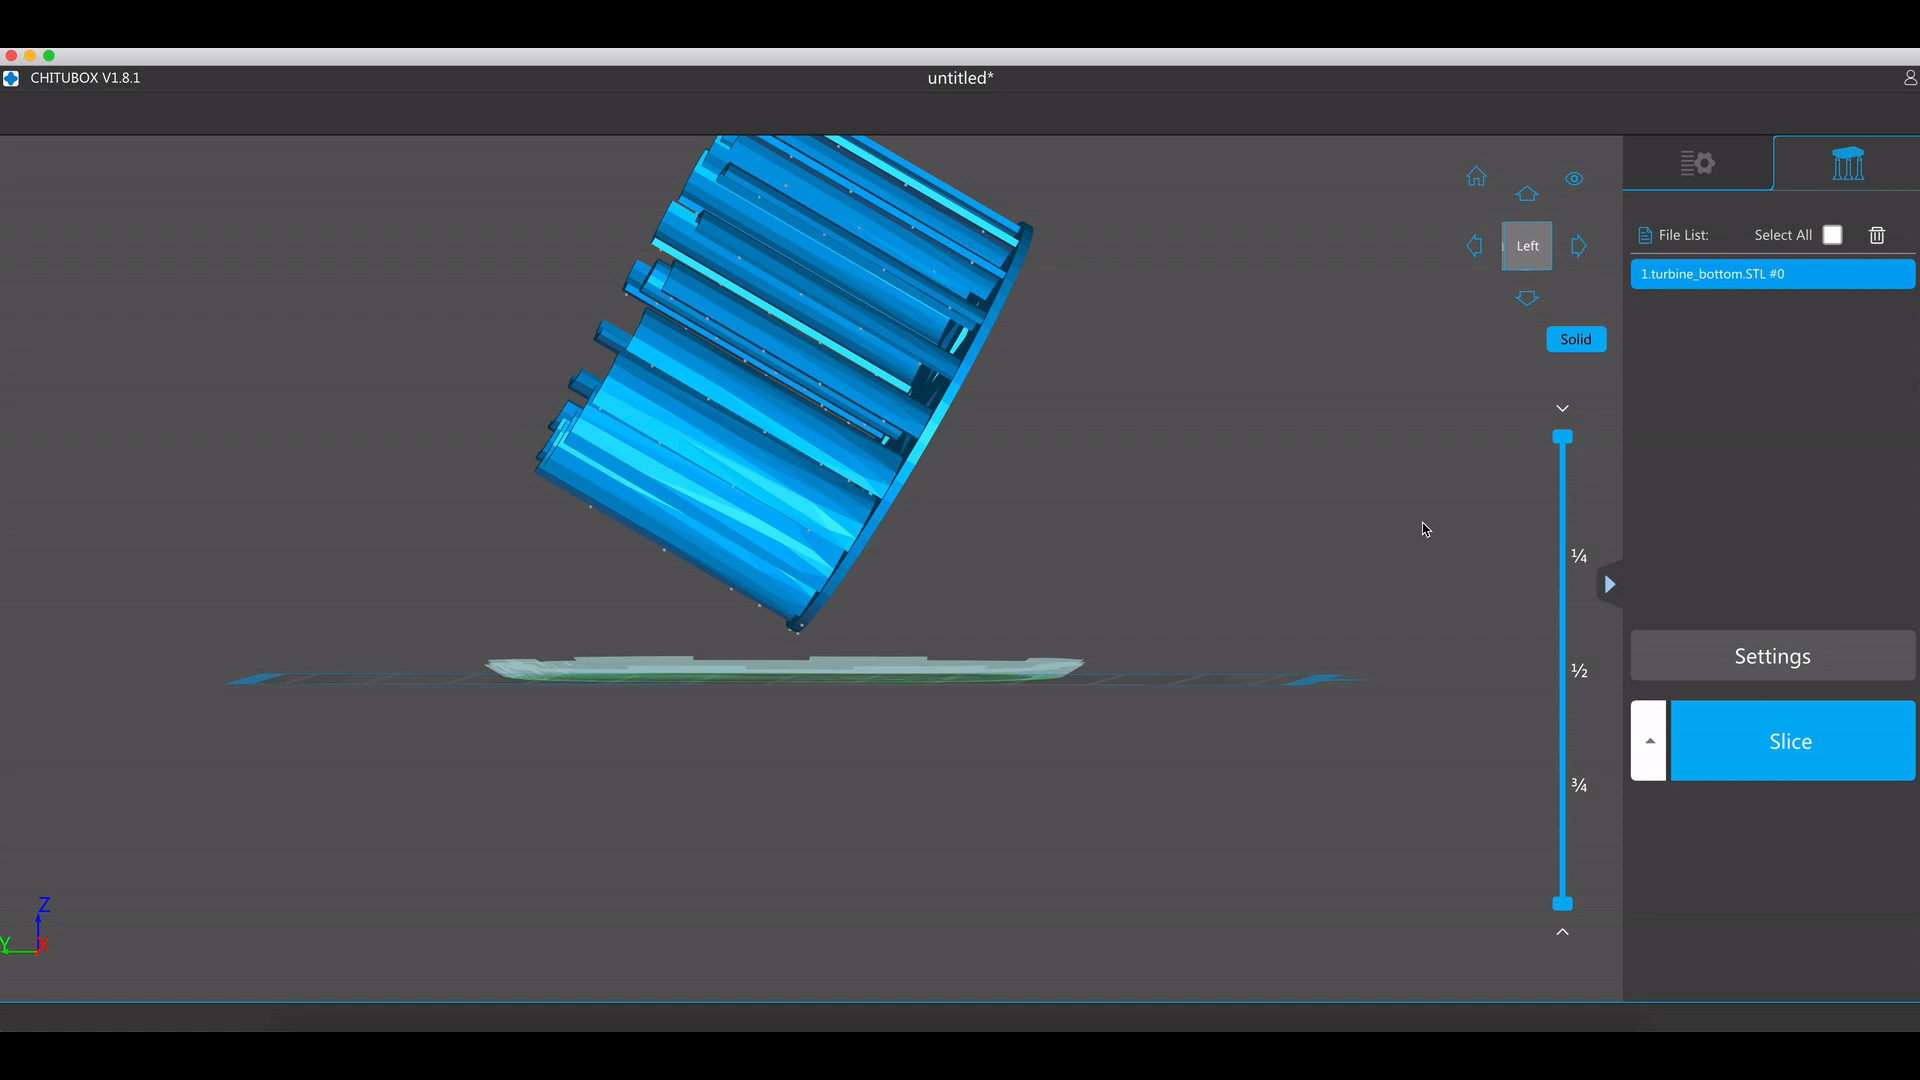 CHITUBOX V1.8.1
untitled*
File List:
Select All
1.turbine_bottom.STL #0
Left
Solid
¼
½
¾
Settings
Slice
Z
Y
X